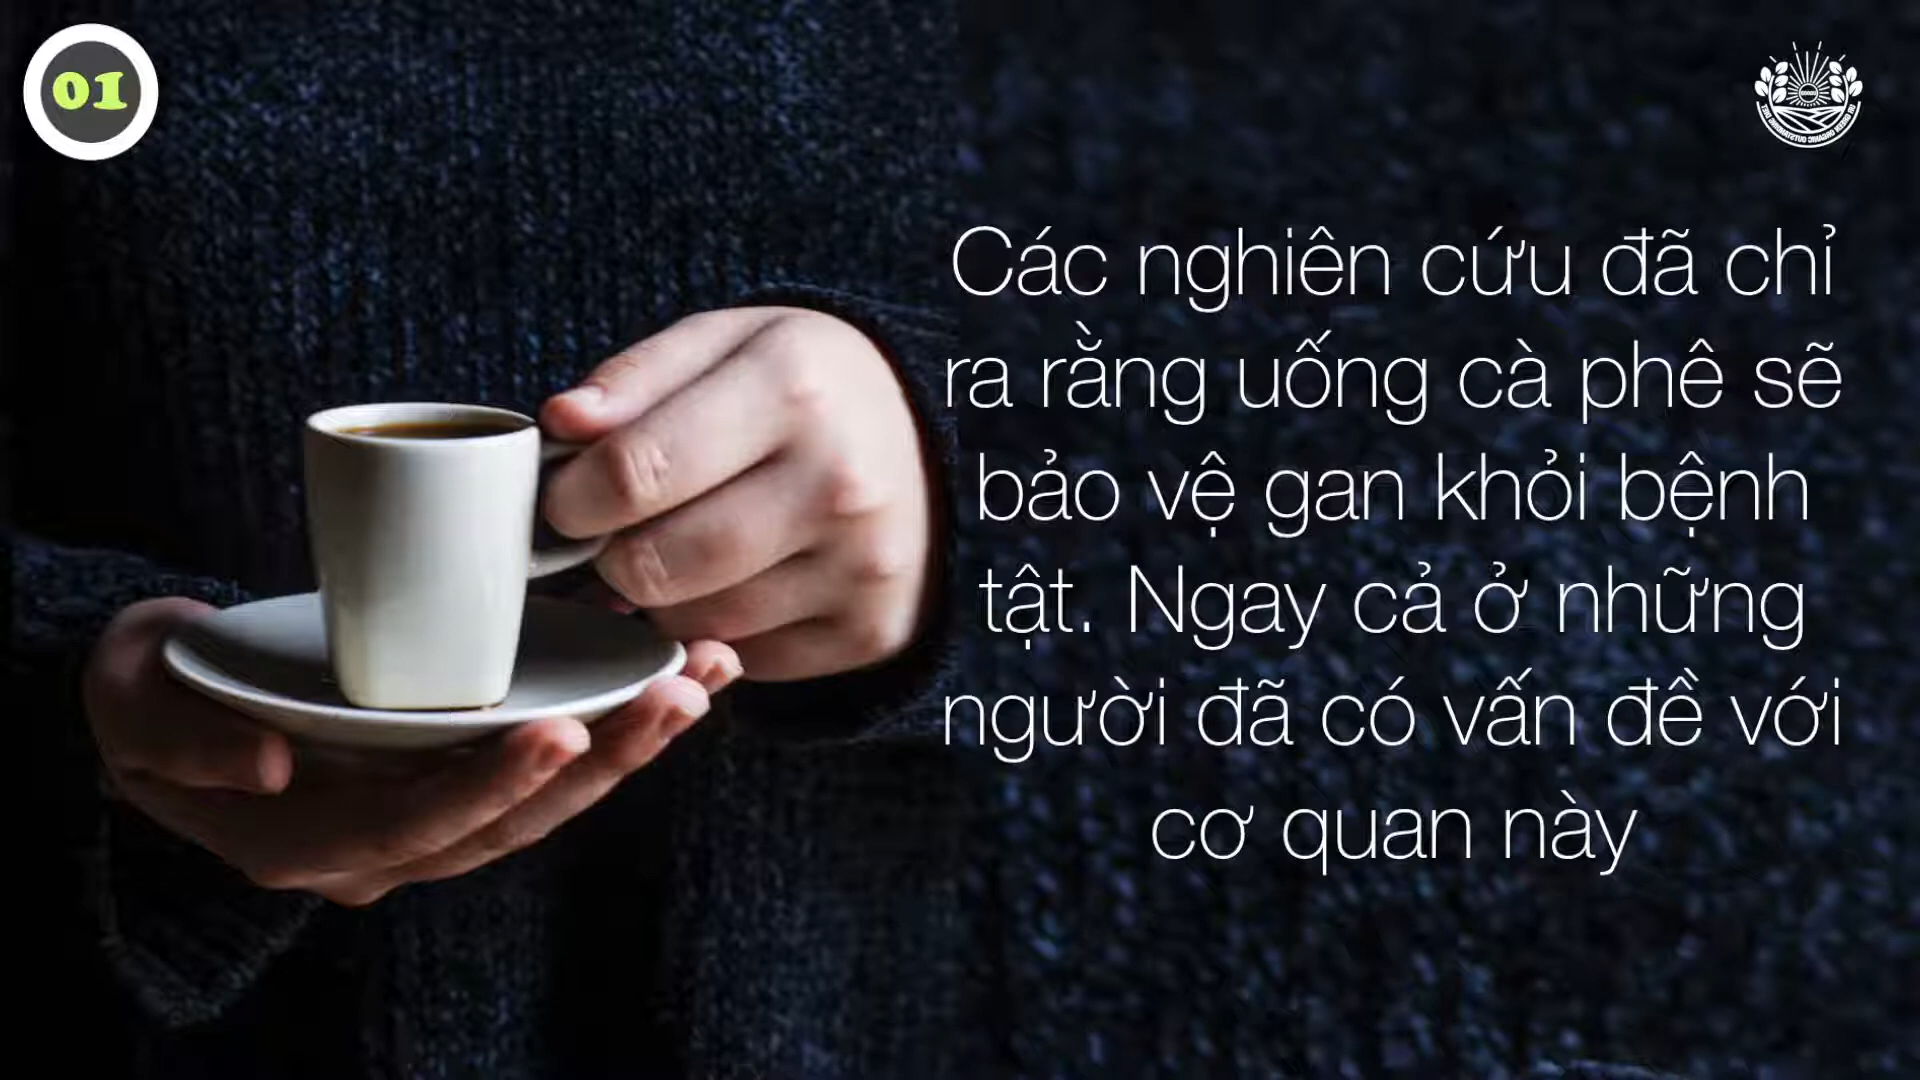 01
Các nghiên cứu đã chỉ
ra rằng uống cà phê sẽ
bảo vệ gan khỏi bệnh
tật. Ngay cả ở những
người đã có vấn đề với
cơ quan này